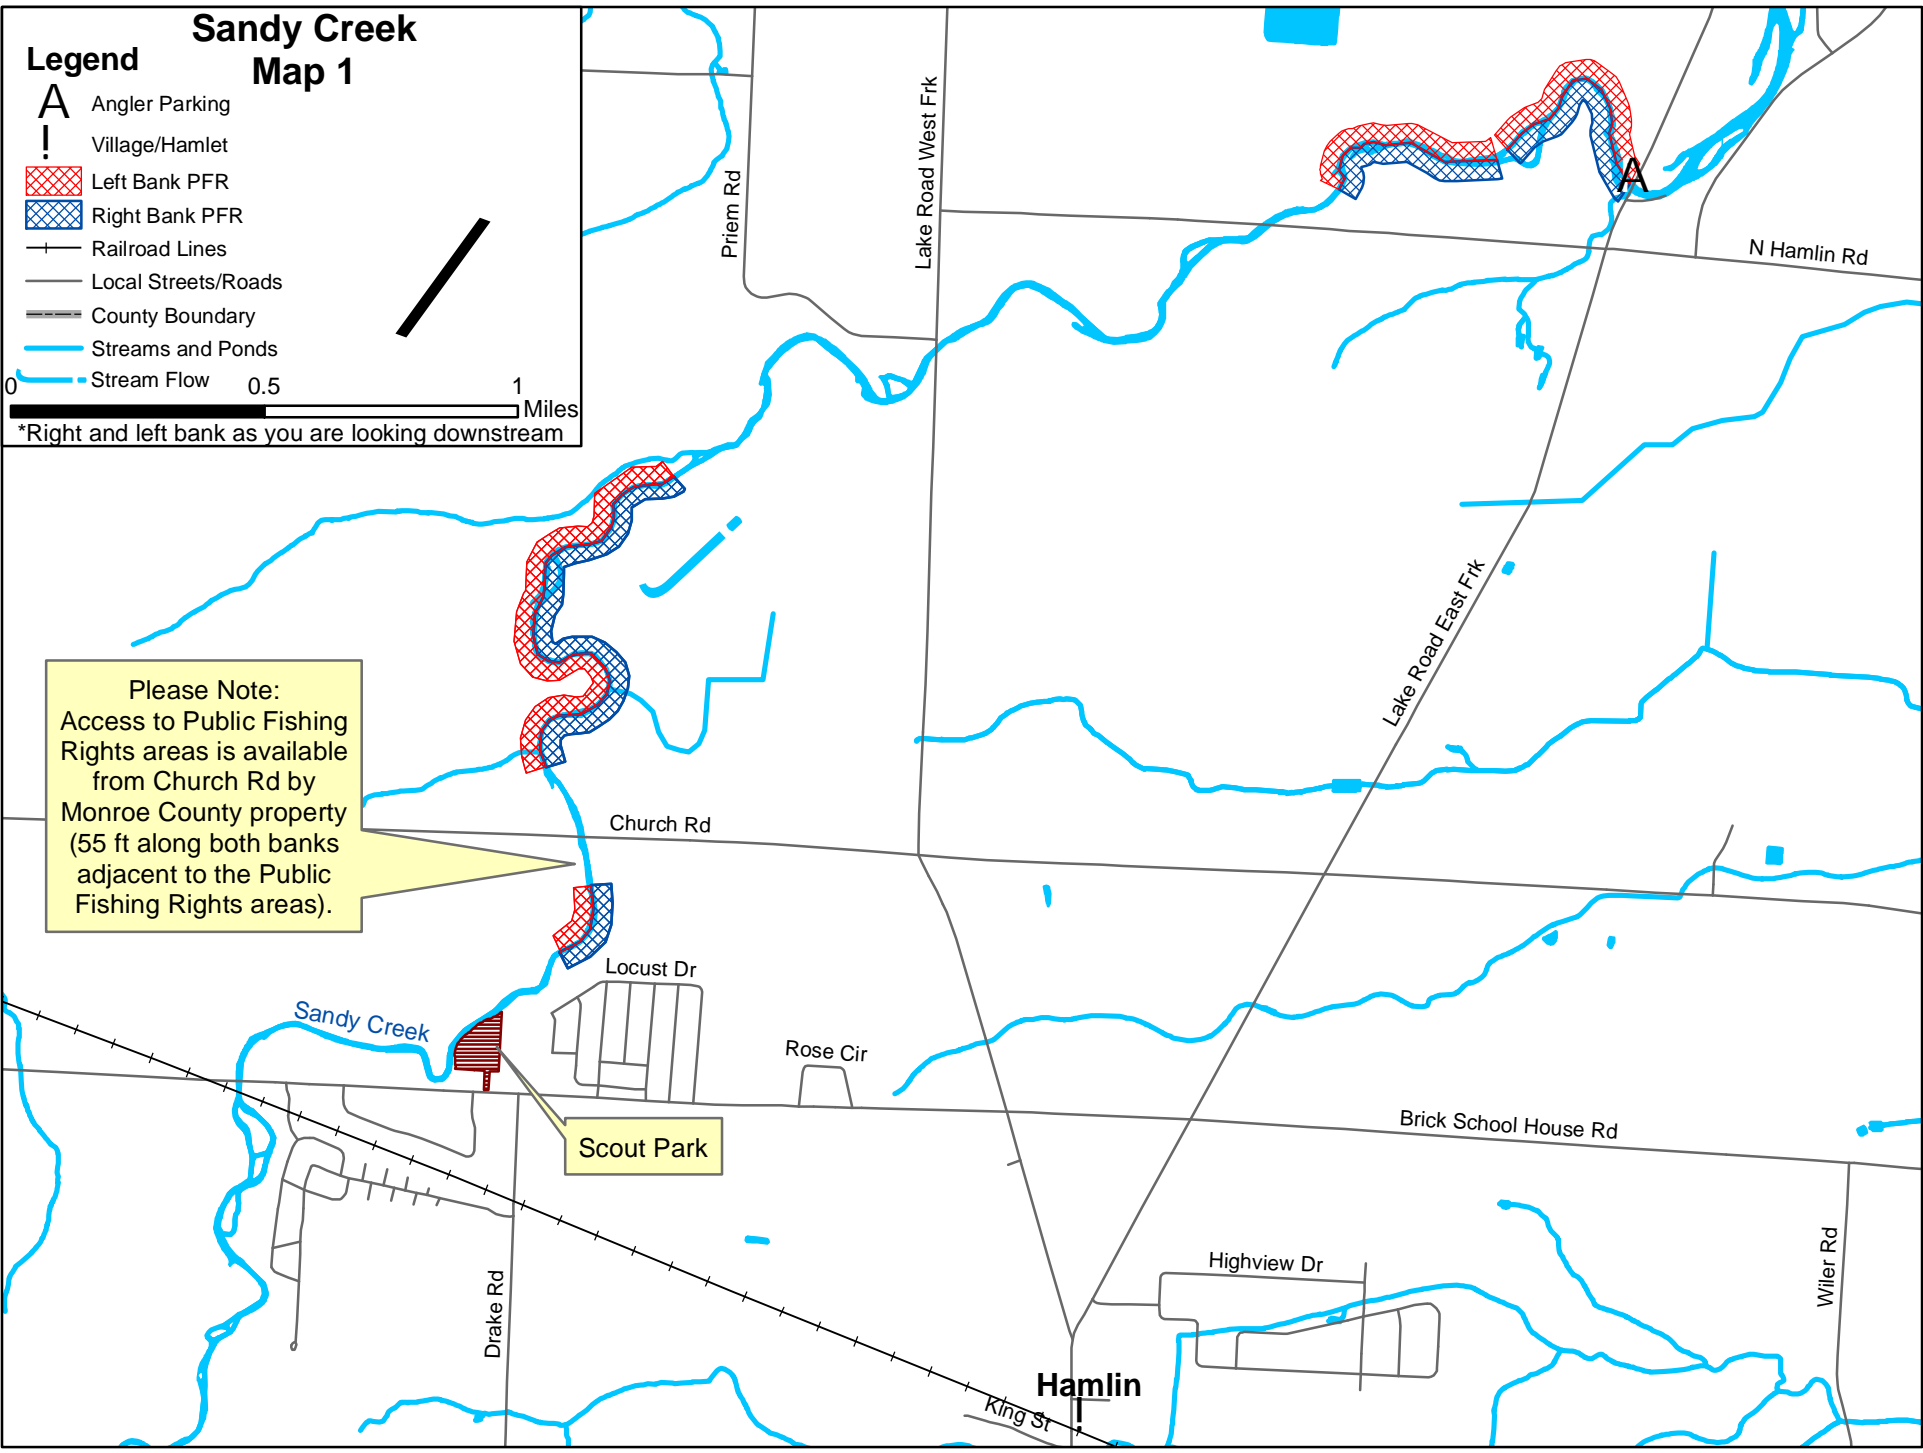 Sandy Creek
Map 1
Legend
A Angler Parking
! Village/Hamlet
Left Bank PFR
Right Bank PFR
Railroad Lines
Local Streets/Roads
County Boundary
Streams and Ponds
Stream Flow
0 0.5 1
Miles
*Right and left bank as you are looking downstream
Priem Rd
Lake Road West Frk
A
N Hamlin Rd
Lake Road East Frk
Please Note:
Access to Public Fishing
Rights areas is available
from Church Rd by
Monroe County property
(55 ft along both banks
adjacent to the Public
Fishing Rights areas).
Church Rd
Locust Dr
Sandy Creek
Rose Cir
Brick School House Rd
Scout Park
Drake Rd
Highview Dr
Wiler Rd
Hamlin
!
King St